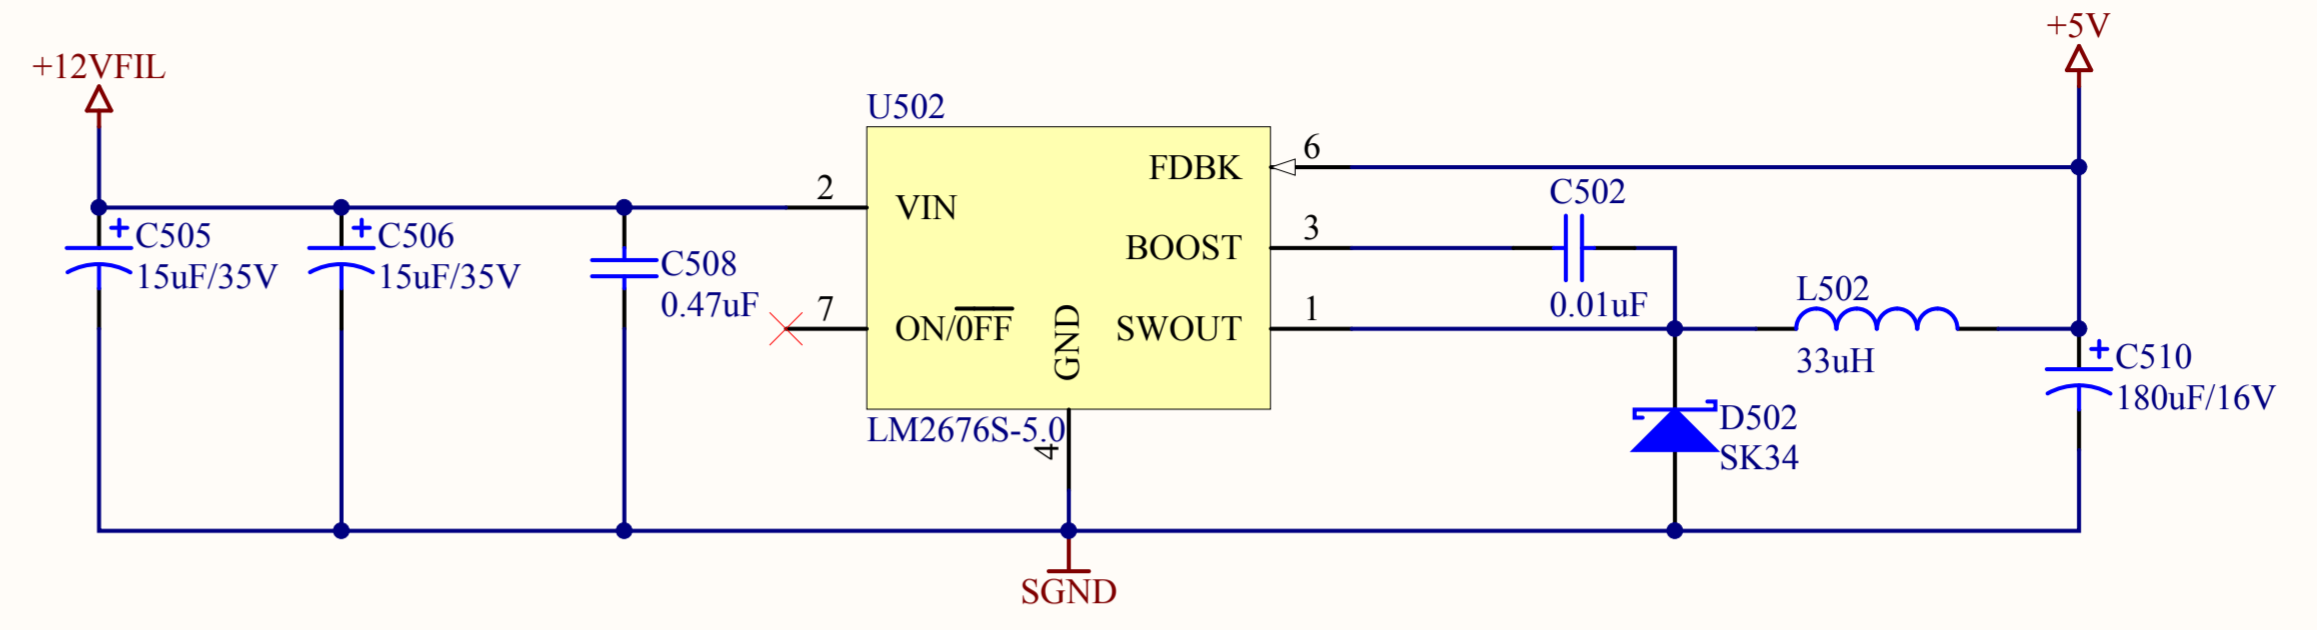 +12VFIL
+5V
U502
2
VIN
7
ON/0FF
GND
4
FDBK
6
BOOST
3
SWOUT
1
LM2676S-5.0
+
C505
15uF/35V
+
C506
15uF/35V
C508
0.47uF
C502
0.01uF
L502
33uH
D502
SK34
+
C510
180uF/16V
SGND